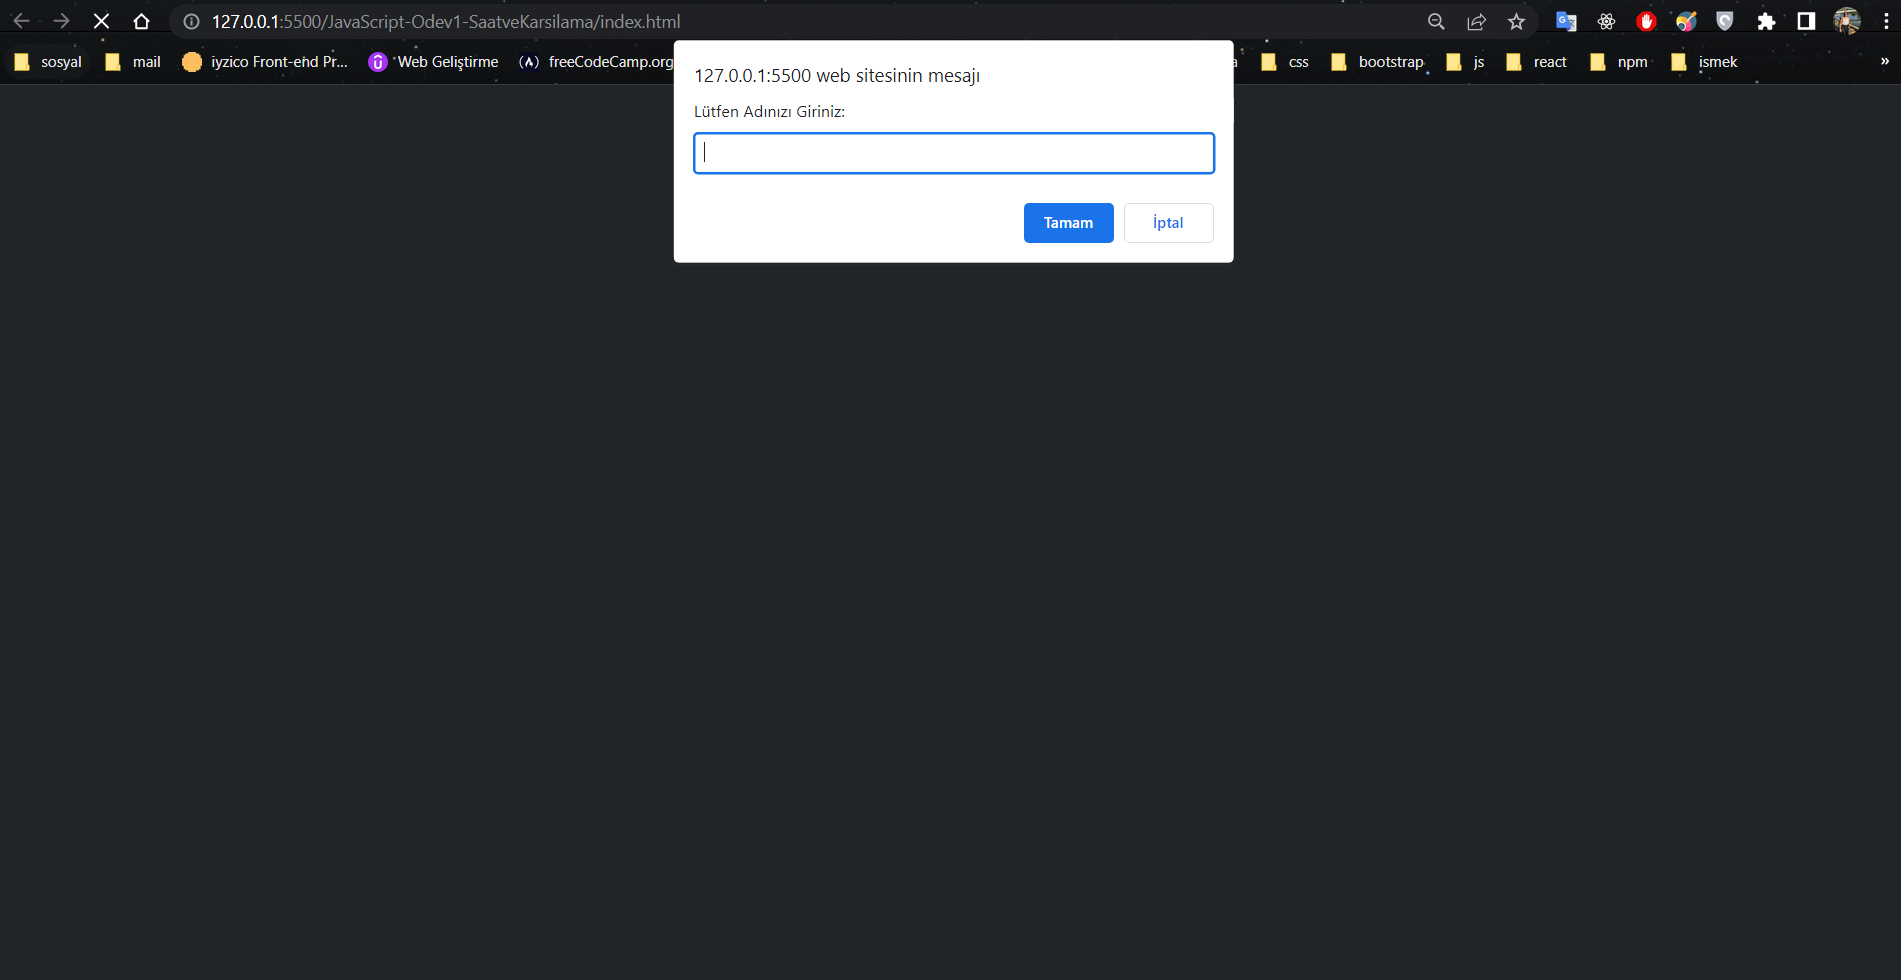 127.0.0.1:5500/JavaScript-Odev1-SaatveKarsilama/index.html
sosyal mail iyzico Front-end Pr... Web Geliştirme freeCodeCamp.org css bootstrap js react npm ismek »
127.0.0.1:5500 web sitesinin mesajı
Lütfen Adınızı Giriniz:
Tamam İptal